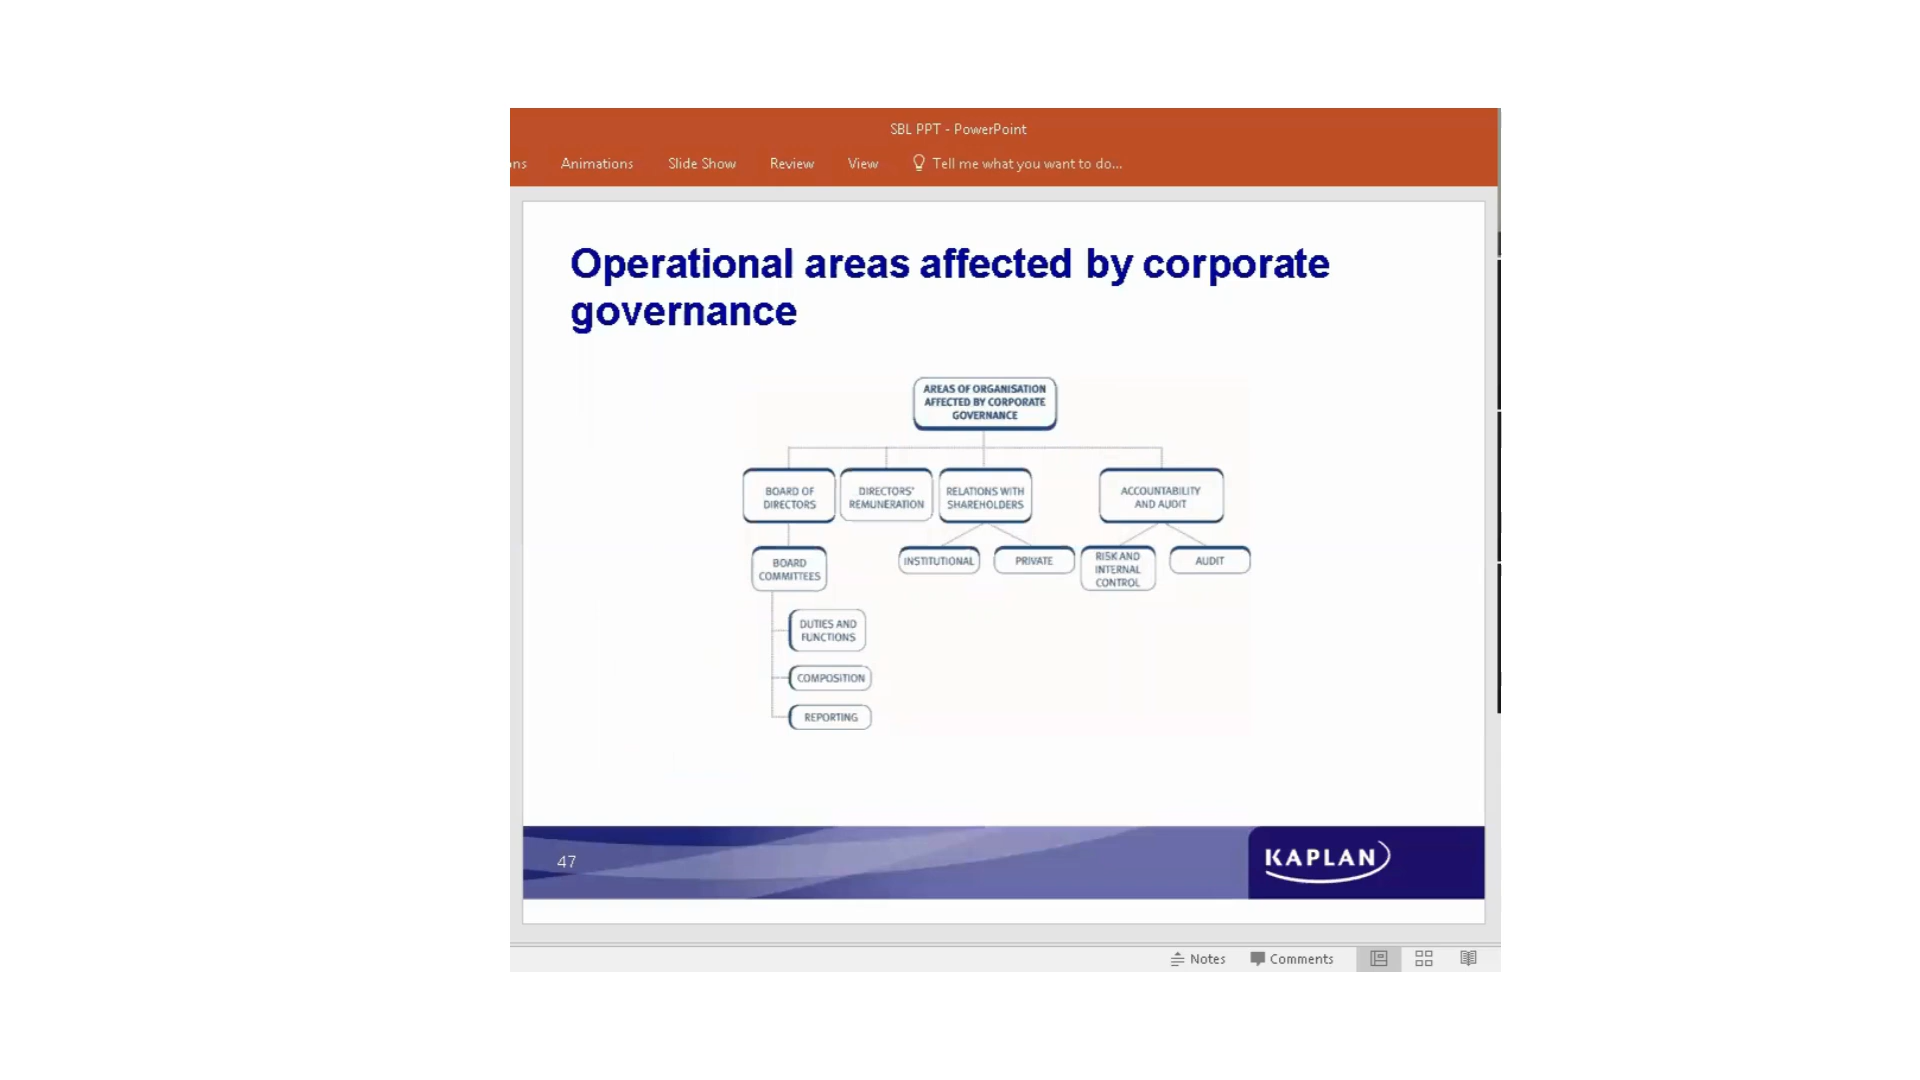 SBL PPT - PowerPoint
ns Animations Slide Show Review View Tell me what you want to do...
Operational areas affected by corporate
governance
AREAS OF ORGANISATION
AFFECTED BY CORPORATE
GOVERNANCE
BOARD OF
DIRECTORS
DIRECTORS'
REMUNERATION
RELATIONS WITH
SHAREHOLDERS
ACCOUNTABILITY
AND AUDIT
BOARD
COMMITTEES
INSTITUTIONAL
PRIVATE
RISK AND
INTERNAL
CONTROL
AUDIT
DUTIES AND
FUNCTIONS
COMPOSITION
REPORTING
47
KAPLAN
Notes Comments